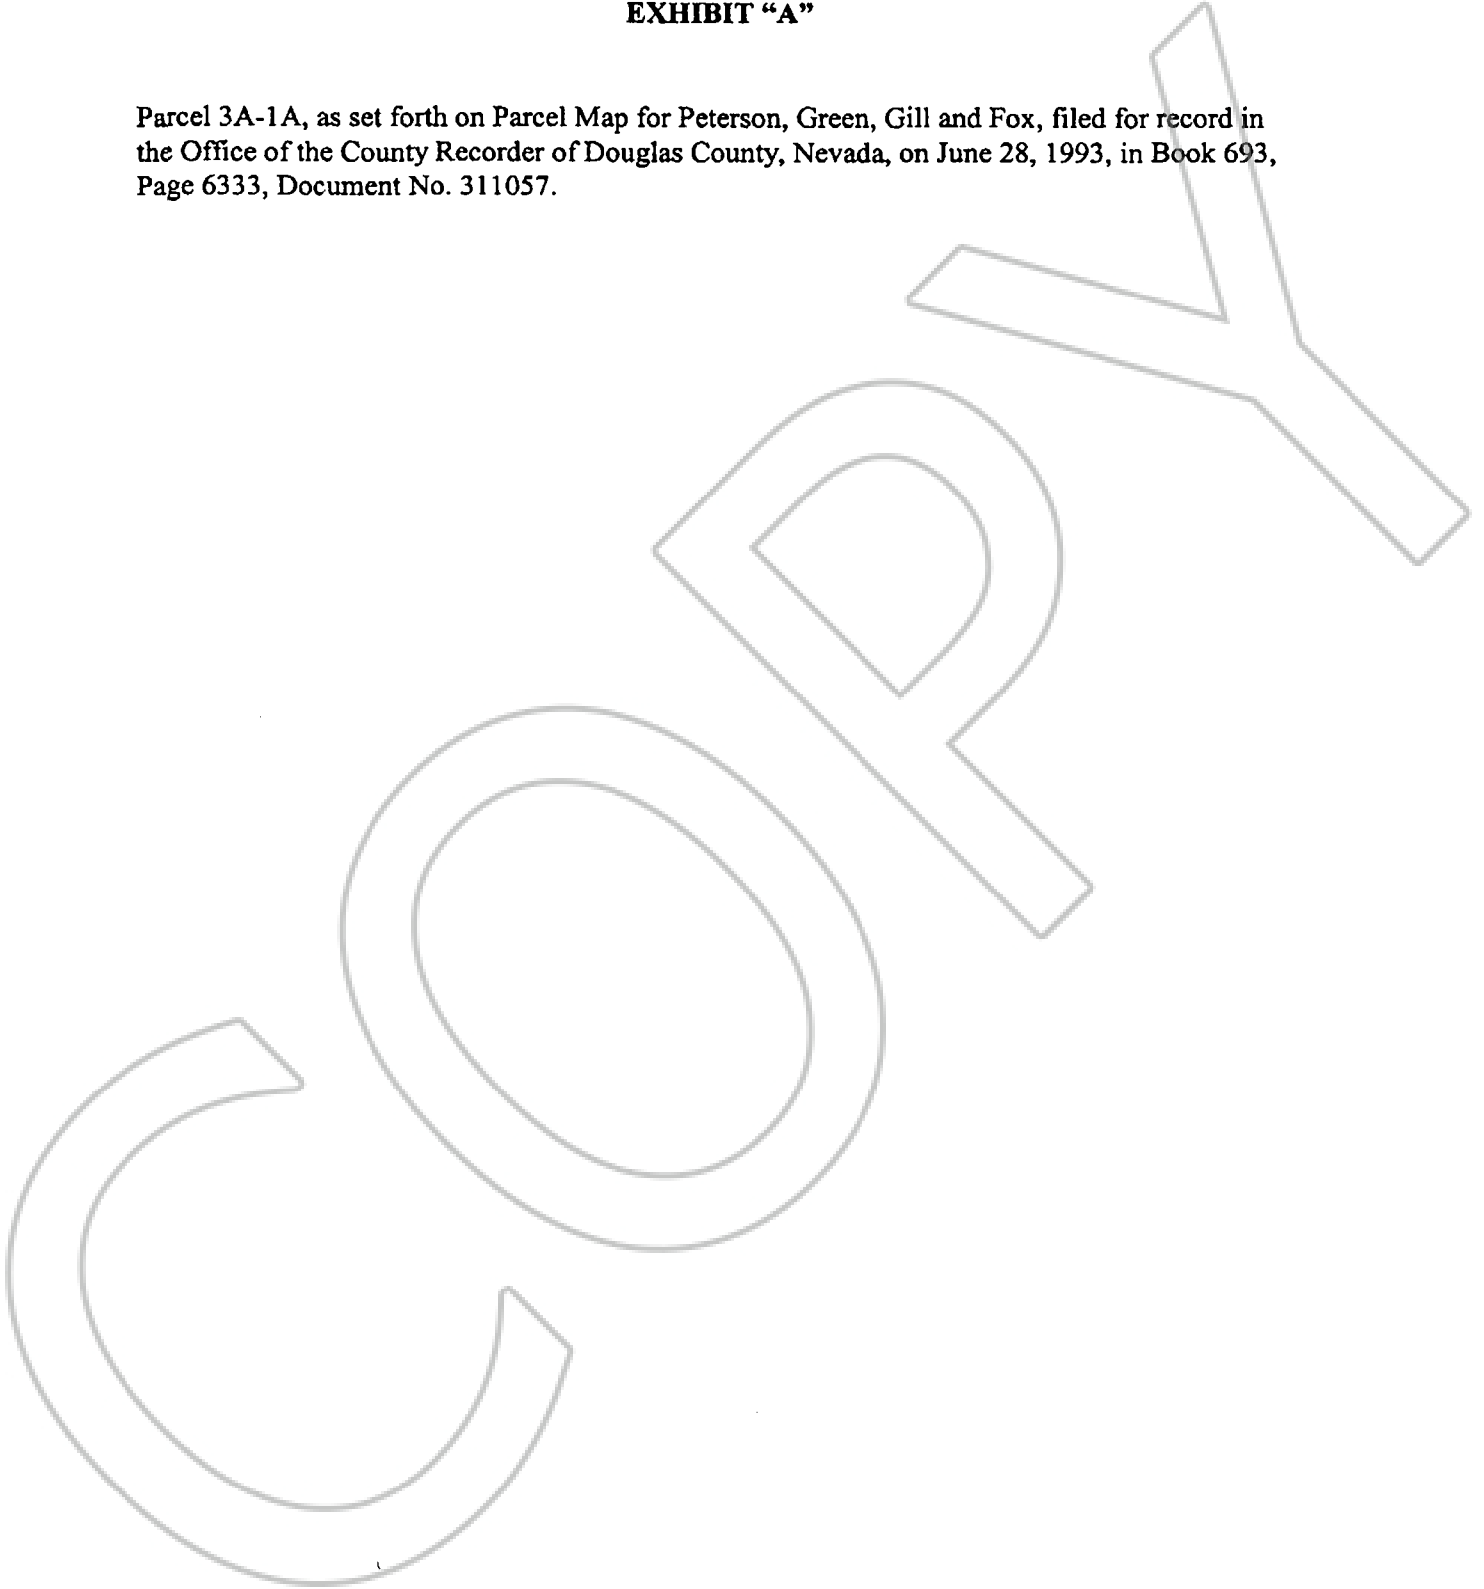 EXHIBIT “A”
Parcel 3A-1A, as set forth on Parcel Map for Peterson, Green, Gill and Fox, filed for record in
the Office of the County Recorder of Douglas County, Nevada, on June 28, 1993, in Book 693,
Page 6333, Document No. 311057.
COPY